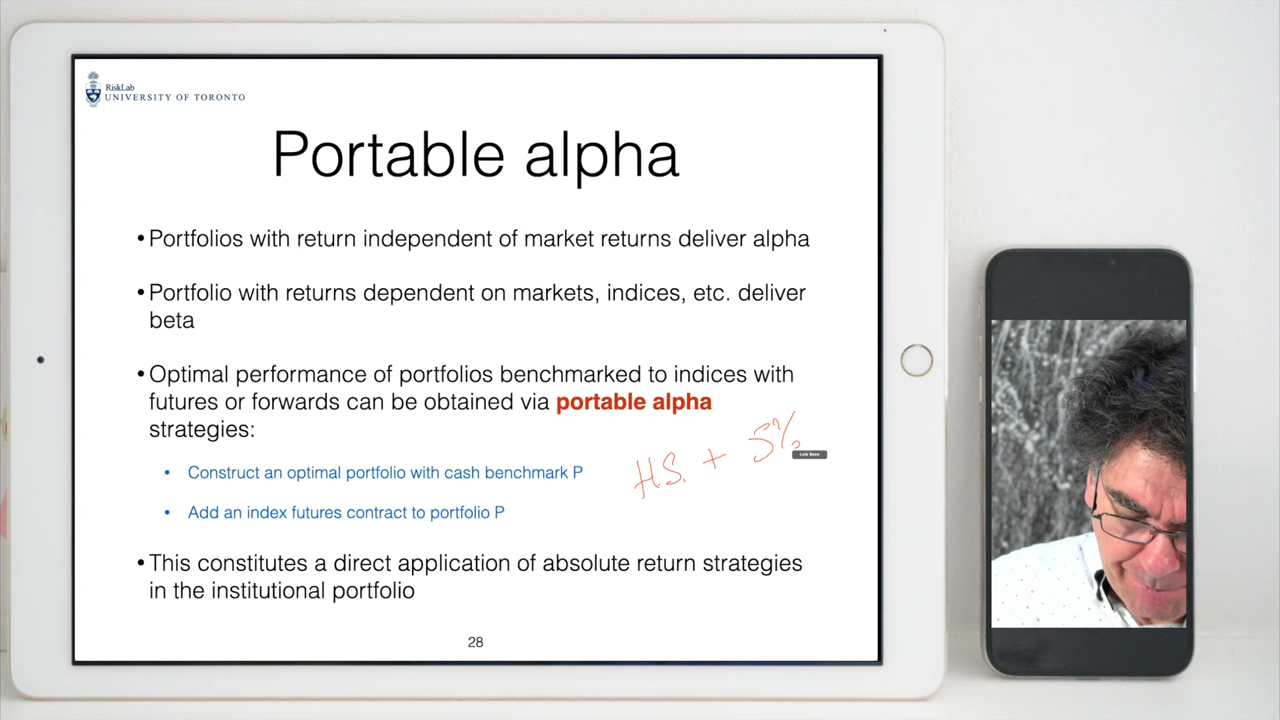 RiskLab
UNIVERSITY OF TORONTO
Portable alpha
•Portfolios with return independent of market returns deliver alpha
•Portfolio with returns dependent on markets, indices, etc. deliver
beta
•Optimal performance of portfolios benchmarked to indices with
futures or forwards can be obtained via portable alpha
strategies:
• Construct an optimal portfolio with cash benchmark P
• Add an index futures contract to portfolio P
H.S. + 5%
Luis Seco
•This constitutes a direct application of absolute return strategies
in the institutional portfolio
28